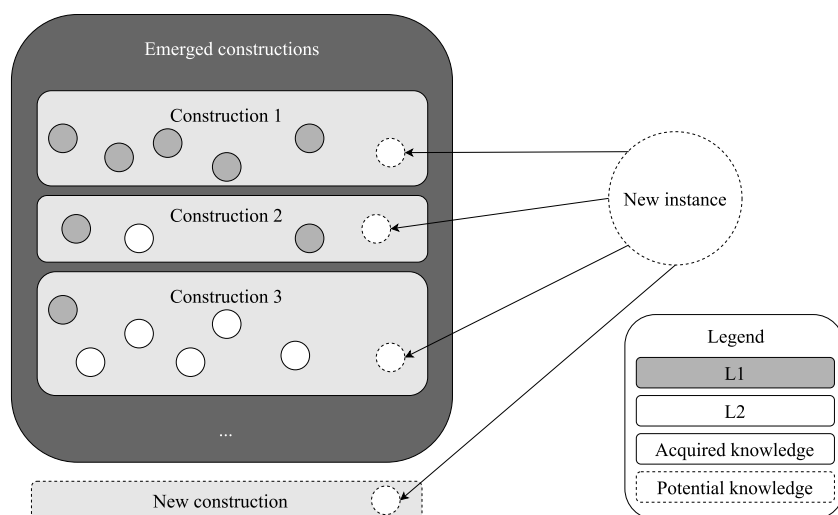 Emerged constructions
Construction 1
Construction 2
New instance
Construction 3
...
New construction
Legend
L1
L2
Acquired knowledge
Potential knowledge